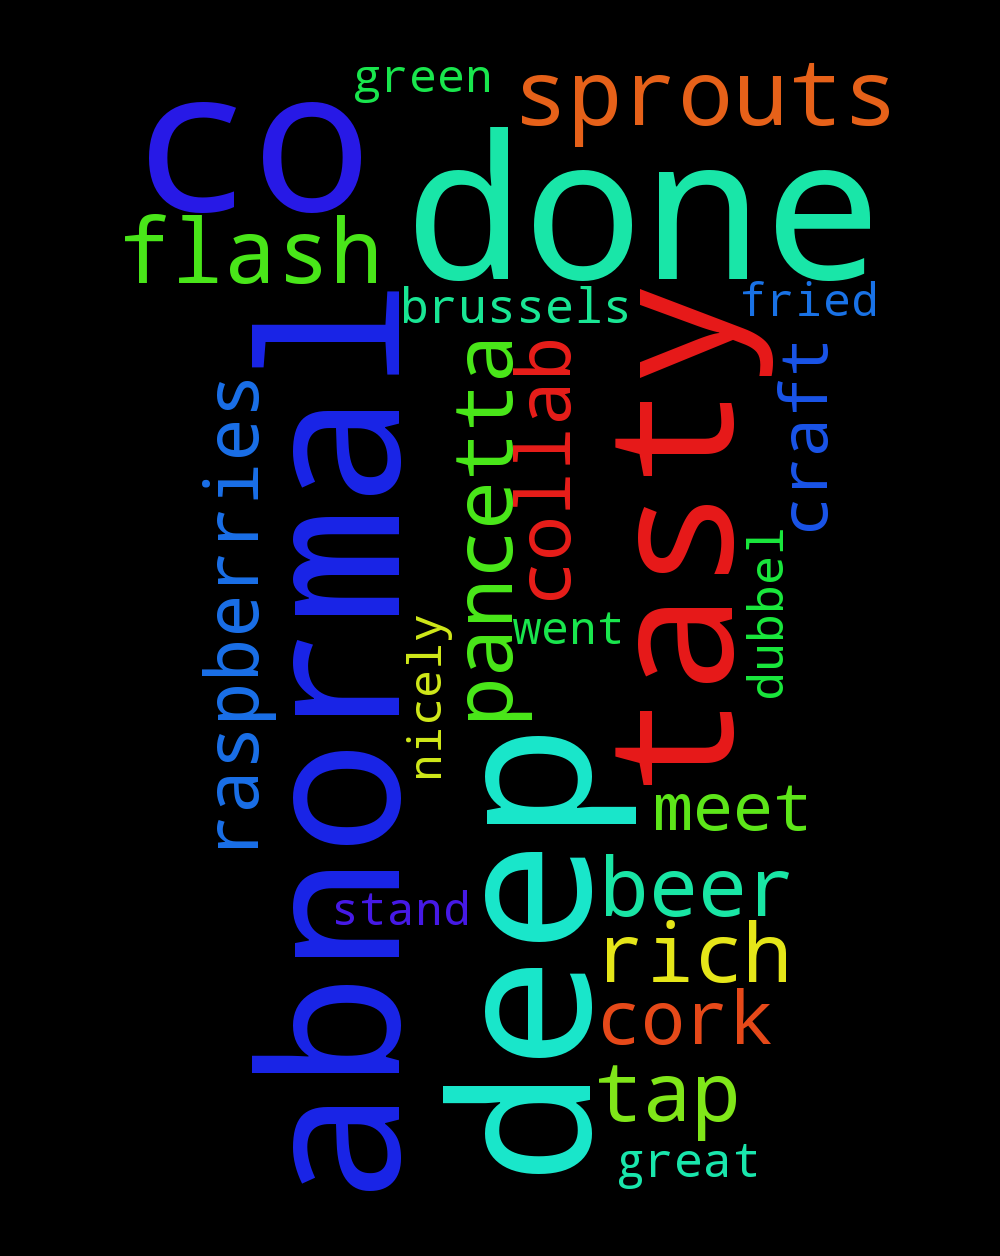 green
sprouts
co
done
flash
brussels
fried
abnormal
tasty
raspberries
pancetta
collab
craft
dubbel
went
nicely
deep
meet
beer
stand
rich
cork
tap
great